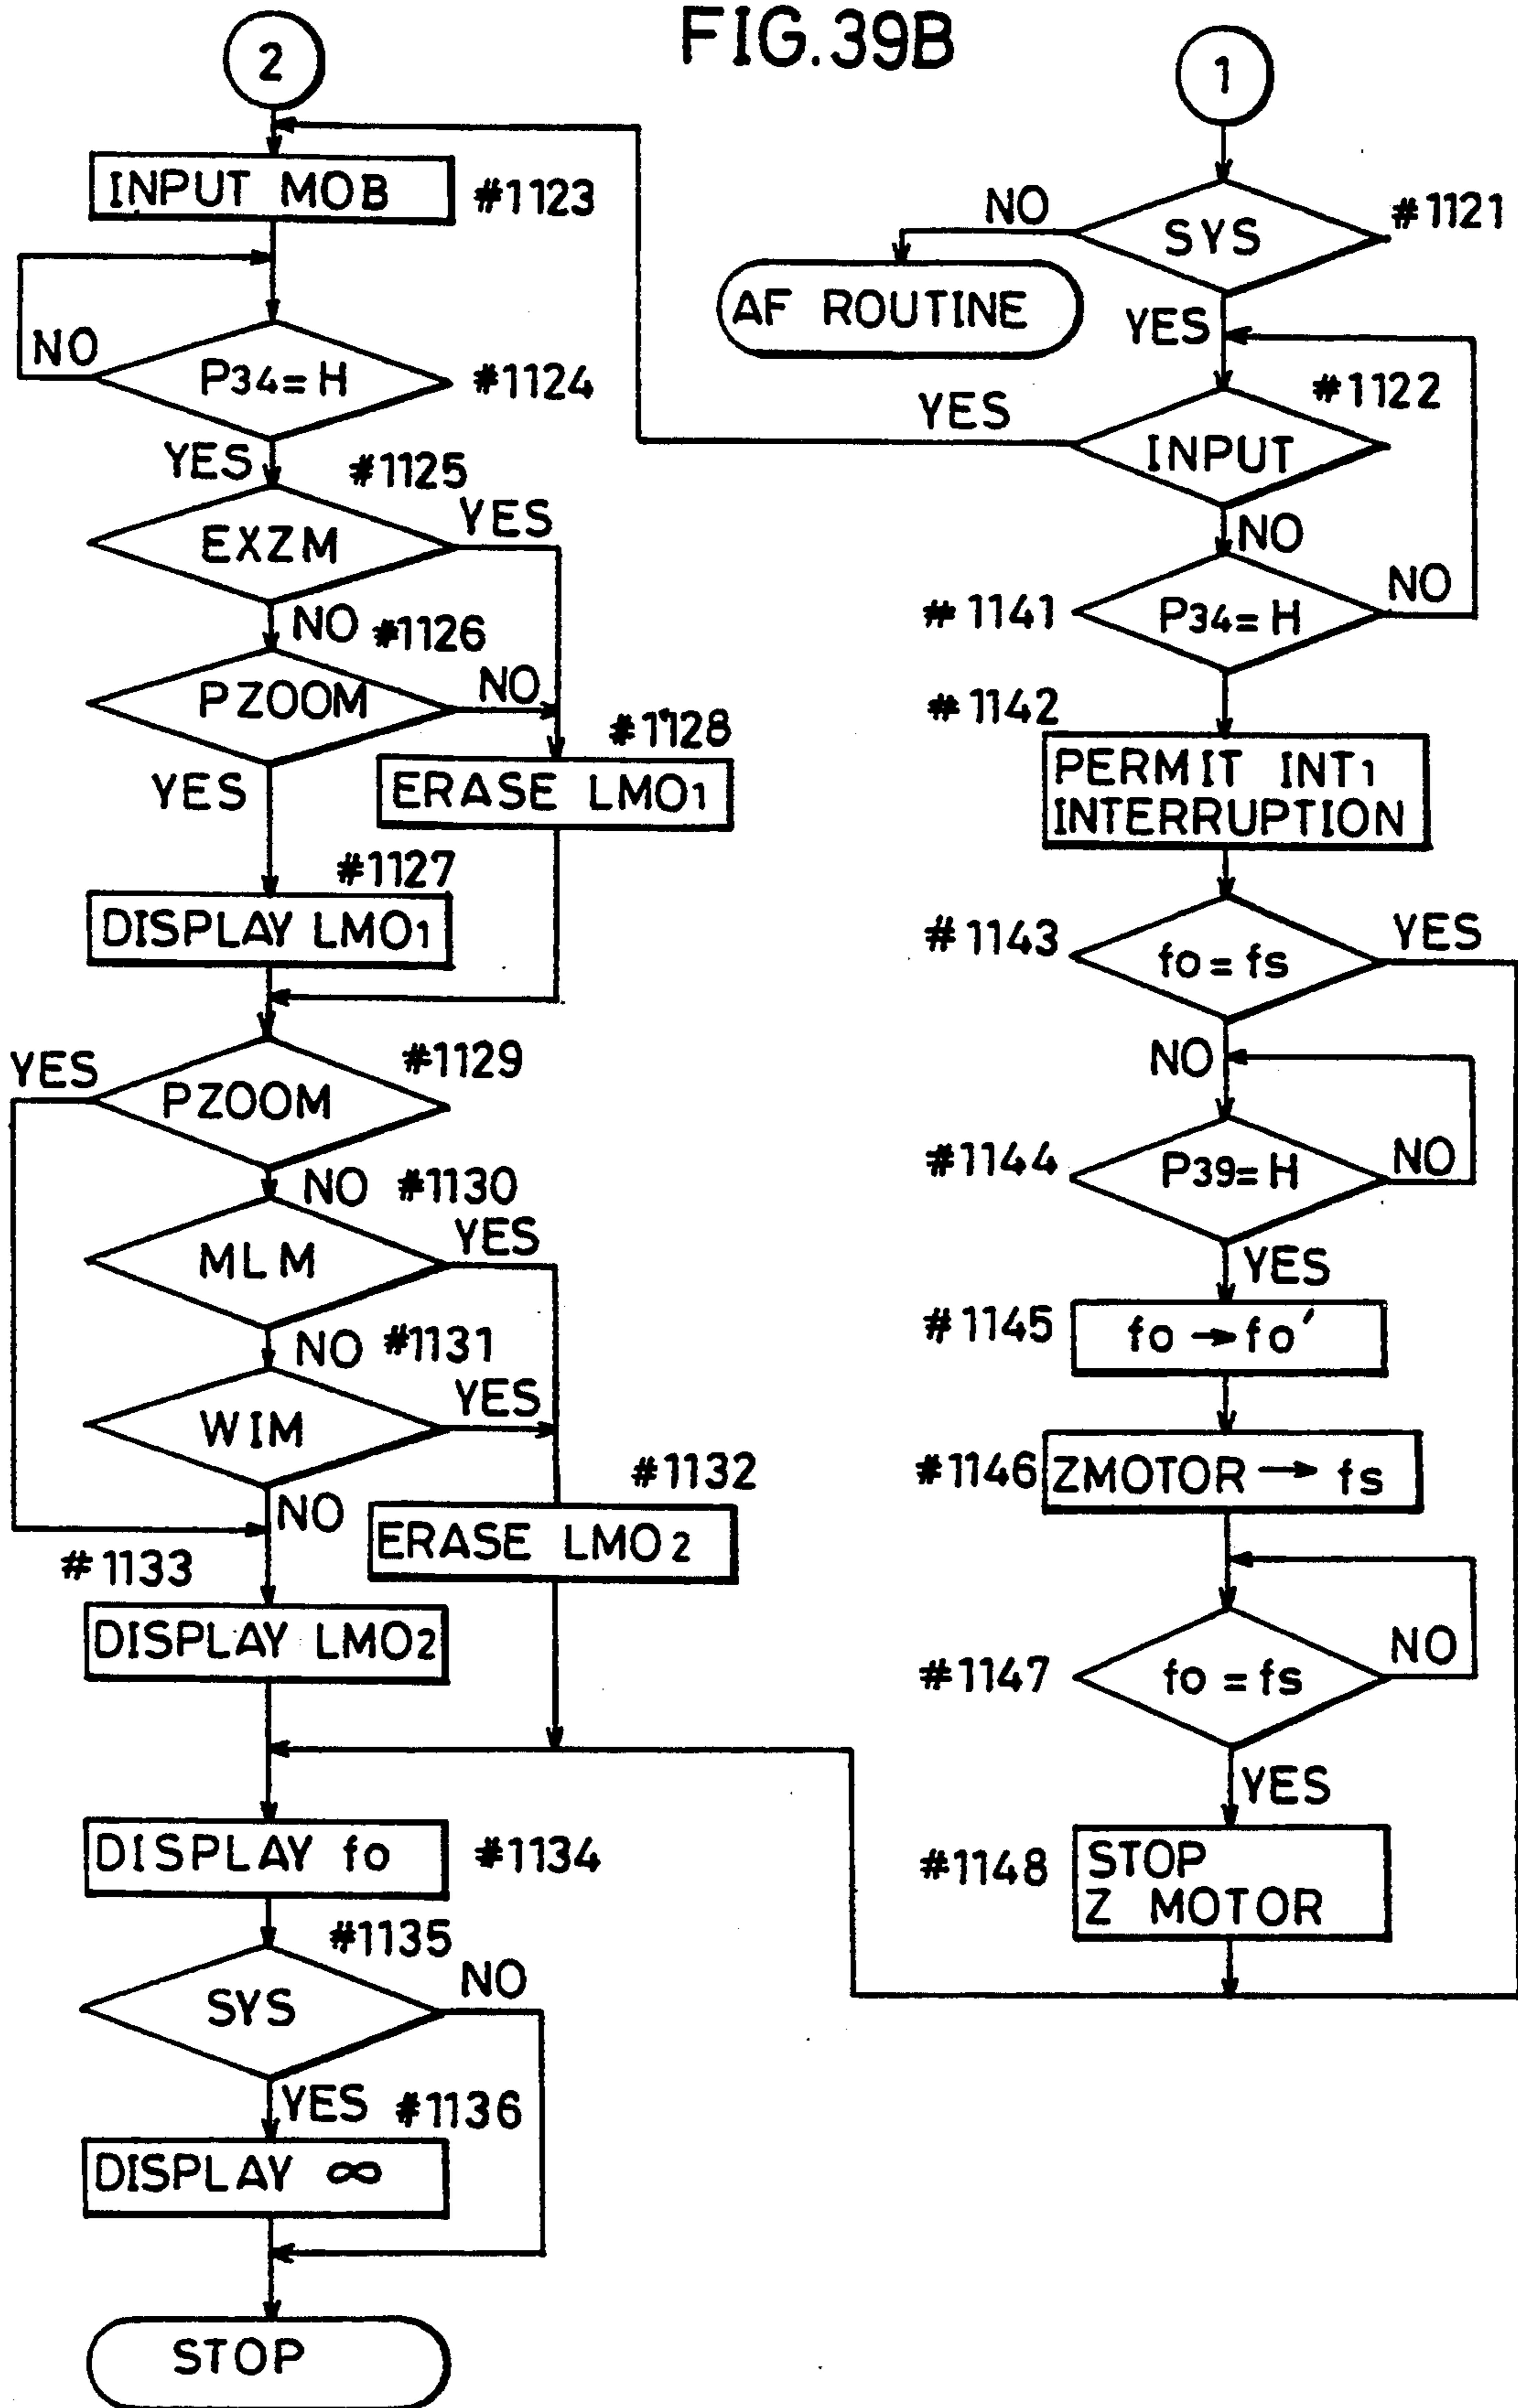 FIG.39B
2
INPUT MOB #1123
NO
P34=H #1124
YES #1125
EXZM YES
NO #1126
PZOOM NO
#1128
YES
ERASE LMO1
#1127
DISPLAY LMO1
YES #1129
PZOOM
NO #1130
MLM YES
NO #1131
WIM YES
#1132
NO
ERASE LMO2
#1133
DISPLAY LMO2
DISPLAY fo #1134
#1135
SYS NO
YES #1136
DISPLAY ∞
STOP
1
NO SYS #1121
AF ROUTINE
YES
#1122
YES INPUT
NO
#1141 P34=H NO
#1142
PERMIT INT1
INTERRUPTION
#1143 fo=fs YES
NO
#1144 P39=H NO
YES
#1145 fo→fo'
#1146 ZMOTOR→ fs
#1147 fo=fs NO
YES
#1148 STOP
Z MOTOR